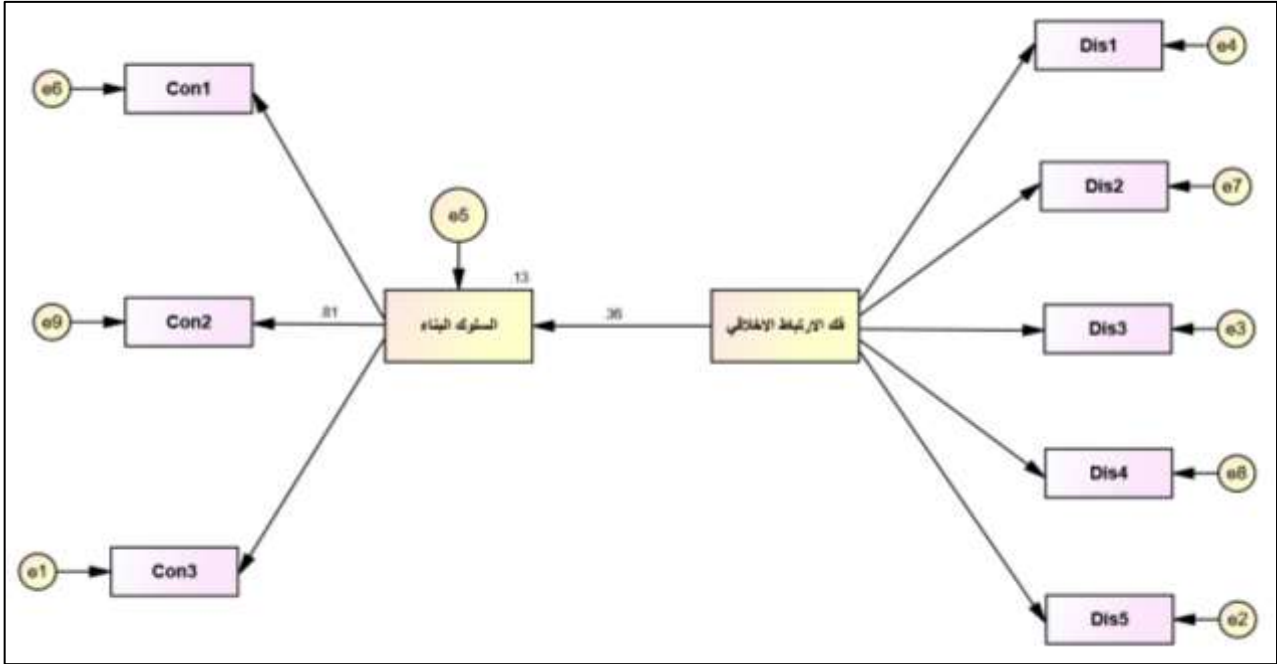 Dis1
e4
e6
Con1
Dis2
e7
e5
.13
e9
Con2
.81
السلوك البناء
.36
فك الارتباط الاخلاقي
Dis3
e3
Dis4
e8
e1
Con3
Dis5
e2